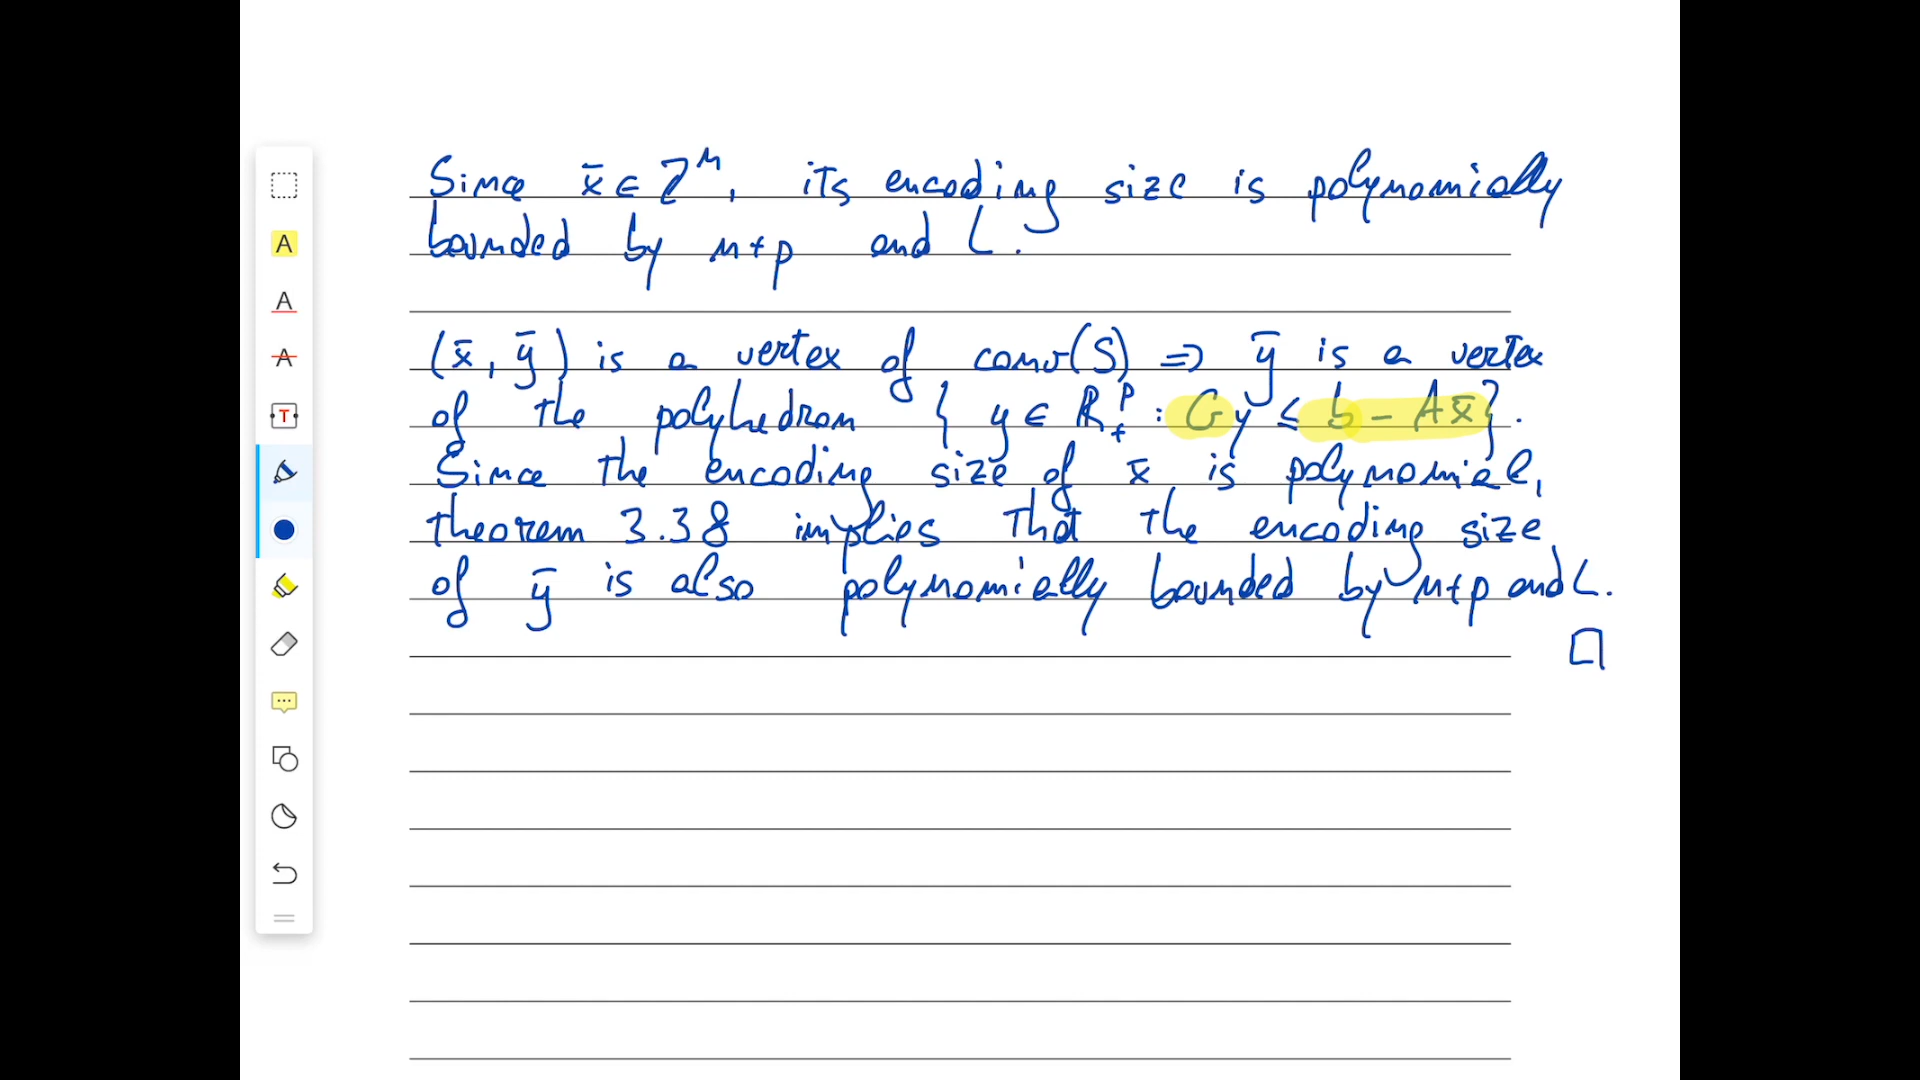 Since x̄ ∈ ℤⁿ, its encoding size is polynomially
bounded by n+p and L.
(x̄, ȳ) is a vertex of conv(S) ⇒ ȳ is a vertex
of the polyhedron { y ∈ ℝ₊ᵖ : Gy ≤ b − Ax̄}.
Since the encoding size of x̄ is polynomial,
theorem 3.38 implies that the encoding size
of ȳ is also polynomially bounded by n+p and L.
□
A
A
A
T